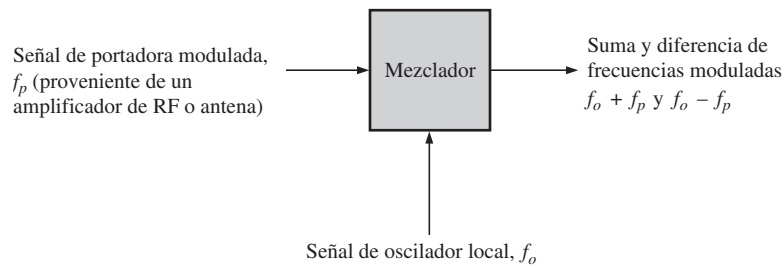 Señal de portadora modulada,
f_p (proveniente de un
amplificador de RF o antena)
Mezclador
Suma y diferencia de
frecuencias moduladas
f_o + f_p y f_o − f_p
Señal de oscilador local, f_o